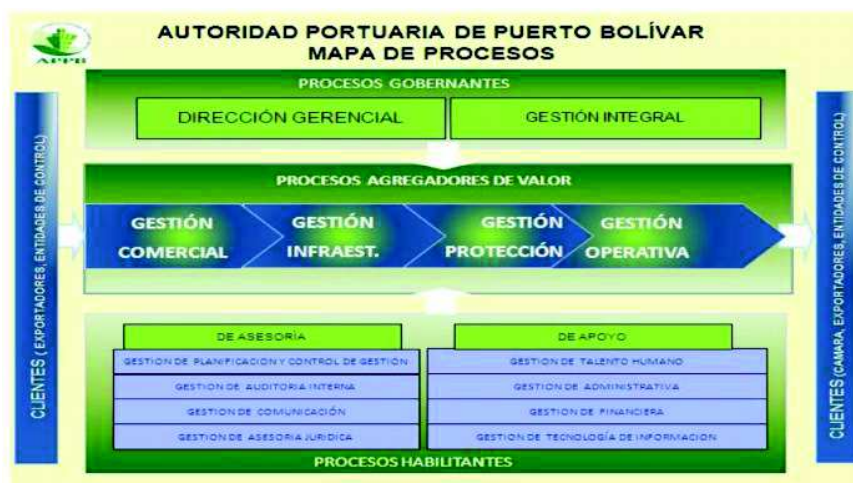 AUTORIDAD PORTUARIA DE PUERTO BOLÍVAR
MAPA DE PROCESOS
APPB
CLIENTES ( EXPORTADORES, ENTIDADES DE CONTROL)
PROCESOS GOBERNANTES
DIRECCIÓN GERENCIAL
GESTIÓN INTEGRAL
PROCESOS AGREGADORES DE VALOR
GESTIÓN
COMERCIAL
GESTIÓN
INFRAEST.
GESTIÓN
PROTECCIÓN
GESTIÓN
OPERATIVA
DE ASESORÍA
GESTION DE PLANIFICACION Y CONTROL DE GESTION
GESTION DE AUDITORIA INTERNA
GESTION DE COMUNICACIÓN
GESTION DE ASESORIA JURIDICA
DE APOYO
GESTION DE TALENTO HUMANO
GESTION DE ADMINISTRATIVA
GESTION DE FINANCIERA
GESTION DE TECNOLOGÍA DE INFORMACION
PROCESOS HABILITANTES
CLIENTES (CAMARA, EXPORTADORES, ENTIDADES DE CONTROL)